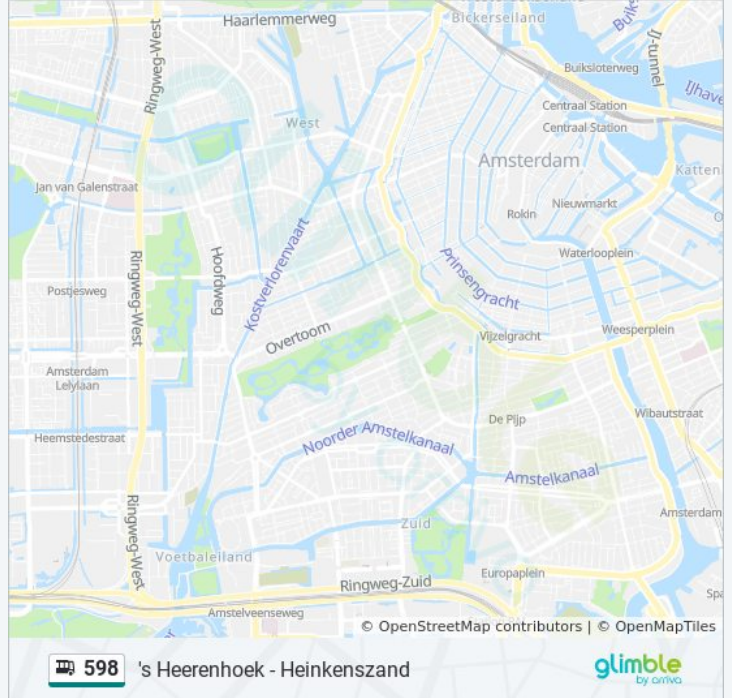 Haarlemmerweg
Bickerseiland
Ringweg-West
IJ-tunnel
Buiksloterweg
Centraal Station
Centraal Station
West
Amsterdam
Jan van Galenstraat
Nieuwmarkt
Rokin
Waterlooplein
Kostverlorenvaart
Hoofdweg
Ringweg-West
Prinsengracht
Postjesweg
Overtoom
Vijzelgracht
Weesperplein
Amsterdam
Lelylaan
Wibautstraat
De Pijp
Heemstedestraat
Noorder Amstelkanaal
Amstelkanaal
Ringweg-West
Amsterdam
Zuid
Voetbaleiland
Europaplein
Ringweg-Zuid
Amstelveenseweg
© OpenStreetMap contributors | © OpenMapTiles
598 's Heerenhoek - Heinkenszand
glimble
by arriva